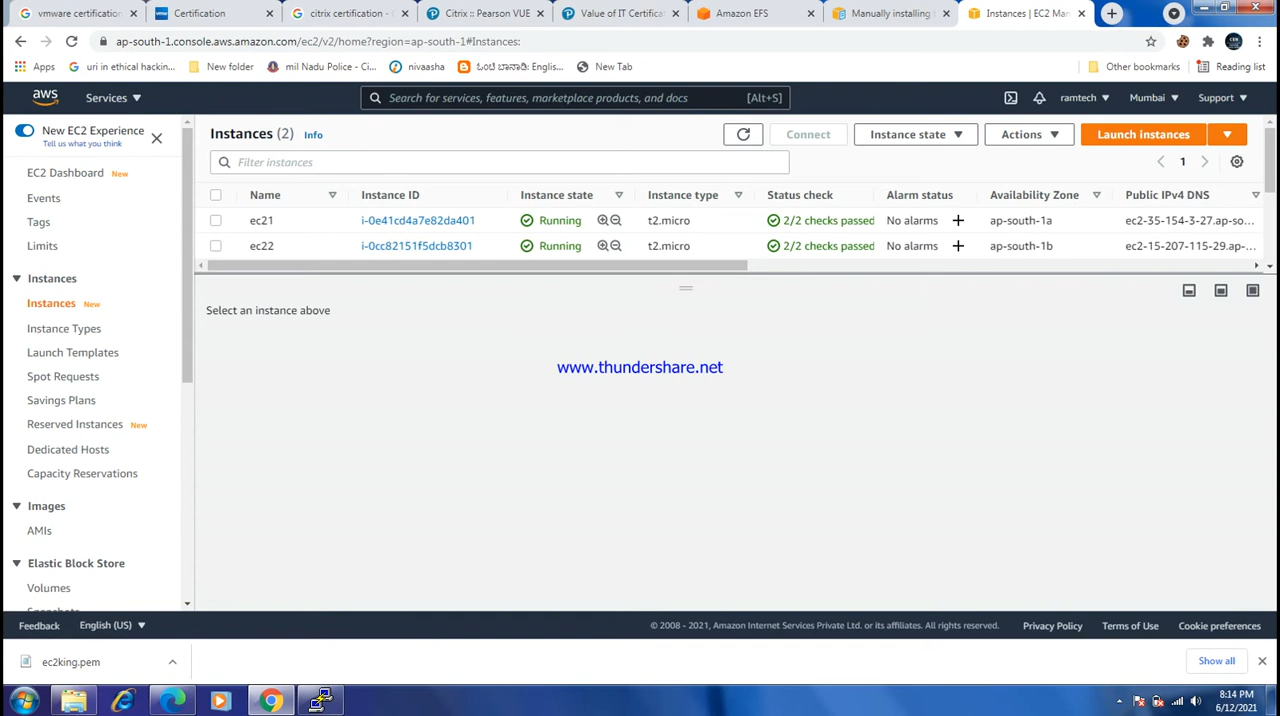 vmware certification
Certification
citrix certification - G
Citrix :: Pearson VUE
Value of IT Certificat
Amazon EFS
Manually installing
Instances | EC2 Man
ap-south-1.console.aws.amazon.com/ec2/v2/home?region=ap-south-1#Instances:
Apps
uri in ethical hackin...
New folder
mil Nadu Police - Ci...
nivaasha
ಓಂಟಿ ಬಾಣಾಡಿ: Englis...
New Tab
Other bookmarks
Reading list
aws
Services
Search for services, features, marketplace products, and docs
[Alt+S]
ramtech
Mumbai
Support
New EC2 Experience
Tell us what you think
EC2 Dashboard New
Events
Tags
Limits
Instances
Instances New
Instance Types
Launch Templates
Spot Requests
Savings Plans
Reserved Instances New
Dedicated Hosts
Capacity Reservations
Images
AMIs
Elastic Block Store
Volumes
Snapshots
Instances (2) Info
Connect
Instance state
Actions
Launch instances
Filter instances
1
Name Instance ID Instance state Instance type Status check Alarm status Availability Zone Public IPv4 DNS
ec21 i-0e41cd4a7e82da401 Running t2.micro 2/2 checks passed No alarms + ap-south-1a ec2-35-154-3-27.ap-so...
ec22 i-0cc82151f5dcb8301 Running t2.micro 2/2 checks passed No alarms + ap-south-1b ec2-15-207-115-29.ap-...
Select an instance above
www.thundershare.net
Feedback
English (US)
© 2008 - 2021, Amazon Internet Services Private Ltd. or its affiliates. All rights reserved.
Privacy Policy
Terms of Use
Cookie preferences
ec2king.pem
Show all
8:14 PM
6/12/2021